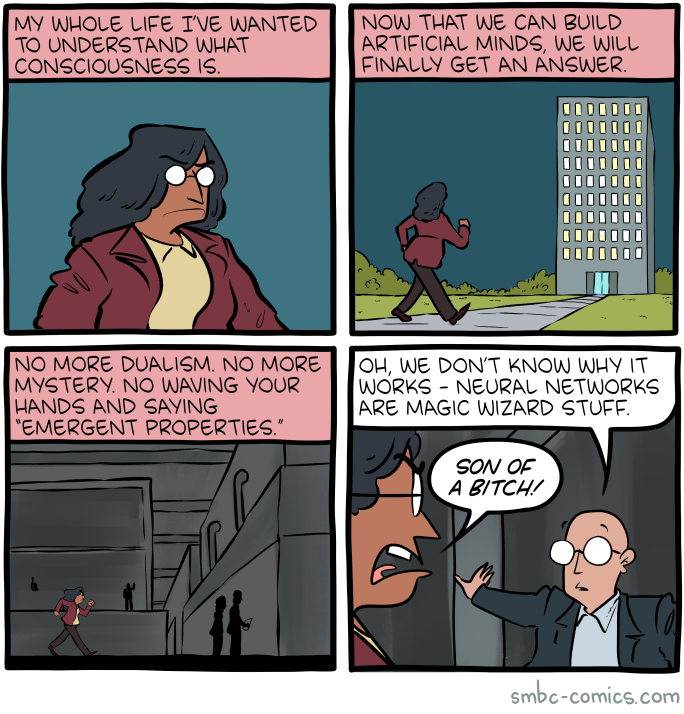 MY WHOLE LIFE I'VE WANTED
TO UNDERSTAND WHAT
CONSCIOUSNESS IS.
NOW THAT WE CAN BUILD
ARTIFICIAL MINDS, WE WILL
FINALLY GET AN ANSWER.
NO MORE DUALISM. NO MORE
MYSTERY. NO WAVING YOUR
HANDS AND SAYING
"EMERGENT PROPERTIES."
OH, WE DON'T KNOW WHY IT
WORKS - NEURAL NETWORKS
ARE MAGIC WIZARD STUFF.
SON OF
A BITCH!
smbc-comics.com